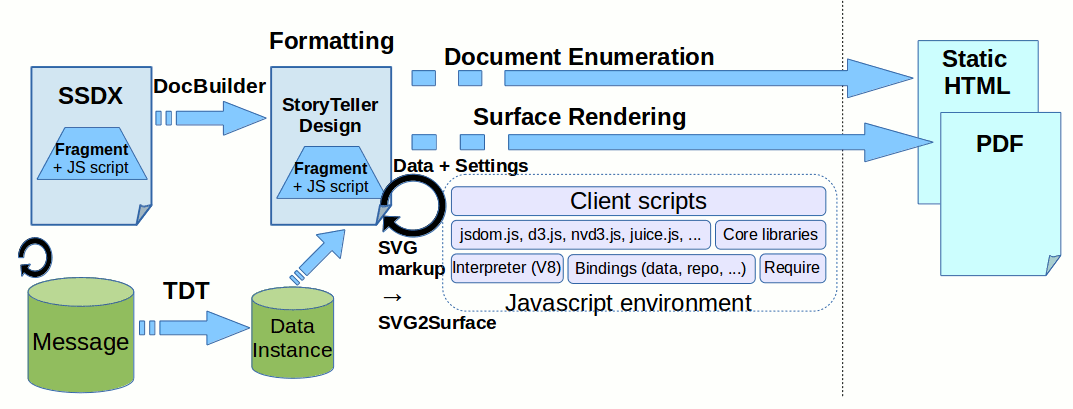 Formatting
Document Enumeration
Static
HTML
SSDX
DocBuilder
StoryTeller
Design
Surface Rendering
PDF
Fragment
+ JS script
Fragment
+ JS script
Data + Settings
Client scripts
jsdom.js, d3.js, nvd3.js, juice.js, ...
Core libraries
SVG
markup
→
SVG2Surface
Interpreter (V8)
Bindings (data, repo, ...)
Require
Javascript environment
TDT
Message
Data
Instance